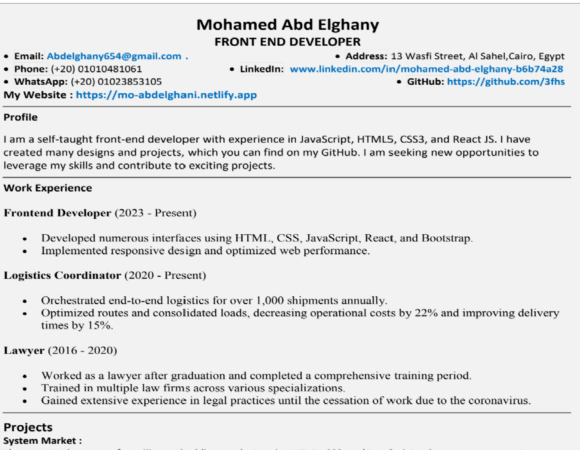 Mohamed Abd Elghany
FRONT END DEVELOPER
• Email: Abdelghany654@gmail.com .
• Address: 13 Wasfi Street, Al Sahel,Cairo, Egypt
• Phone: (+20) 01010481061
• LinkedIn: www.linkedin.com/in/mohamed-abd-elghany-b6b74a28
• WhatsApp: (+20) 01023853105
• GitHub: https://github.com/3fhs
My Website : https://mo-abdelghani.netlify.app
Profile
I am a self-taught front-end developer with experience in JavaScript, HTML5, CSS3, and React JS. I have
created many designs and projects, which you can find on my GitHub. I am seeking new opportunities to
leverage my skills and contribute to exciting projects.
Work Experience
Frontend Developer (2023 - Present)
• Developed numerous interfaces using HTML, CSS, JavaScript, React, and Bootstrap.
• Implemented responsive design and optimized web performance.
Logistics Coordinator (2020 - Present)
• Orchestrated end-to-end logistics for over 1,000 shipments annually.
• Optimized routes and consolidated loads, decreasing operational costs by 22% and improving delivery
times by 15%.
Lawyer (2016 - 2020)
• Worked as a lawyer after graduation and completed a comprehensive training period.
• Trained in multiple law firms across various specializations.
• Gained extensive experience in legal practices until the cessation of work due to the coronavirus.
Projects
System Market :